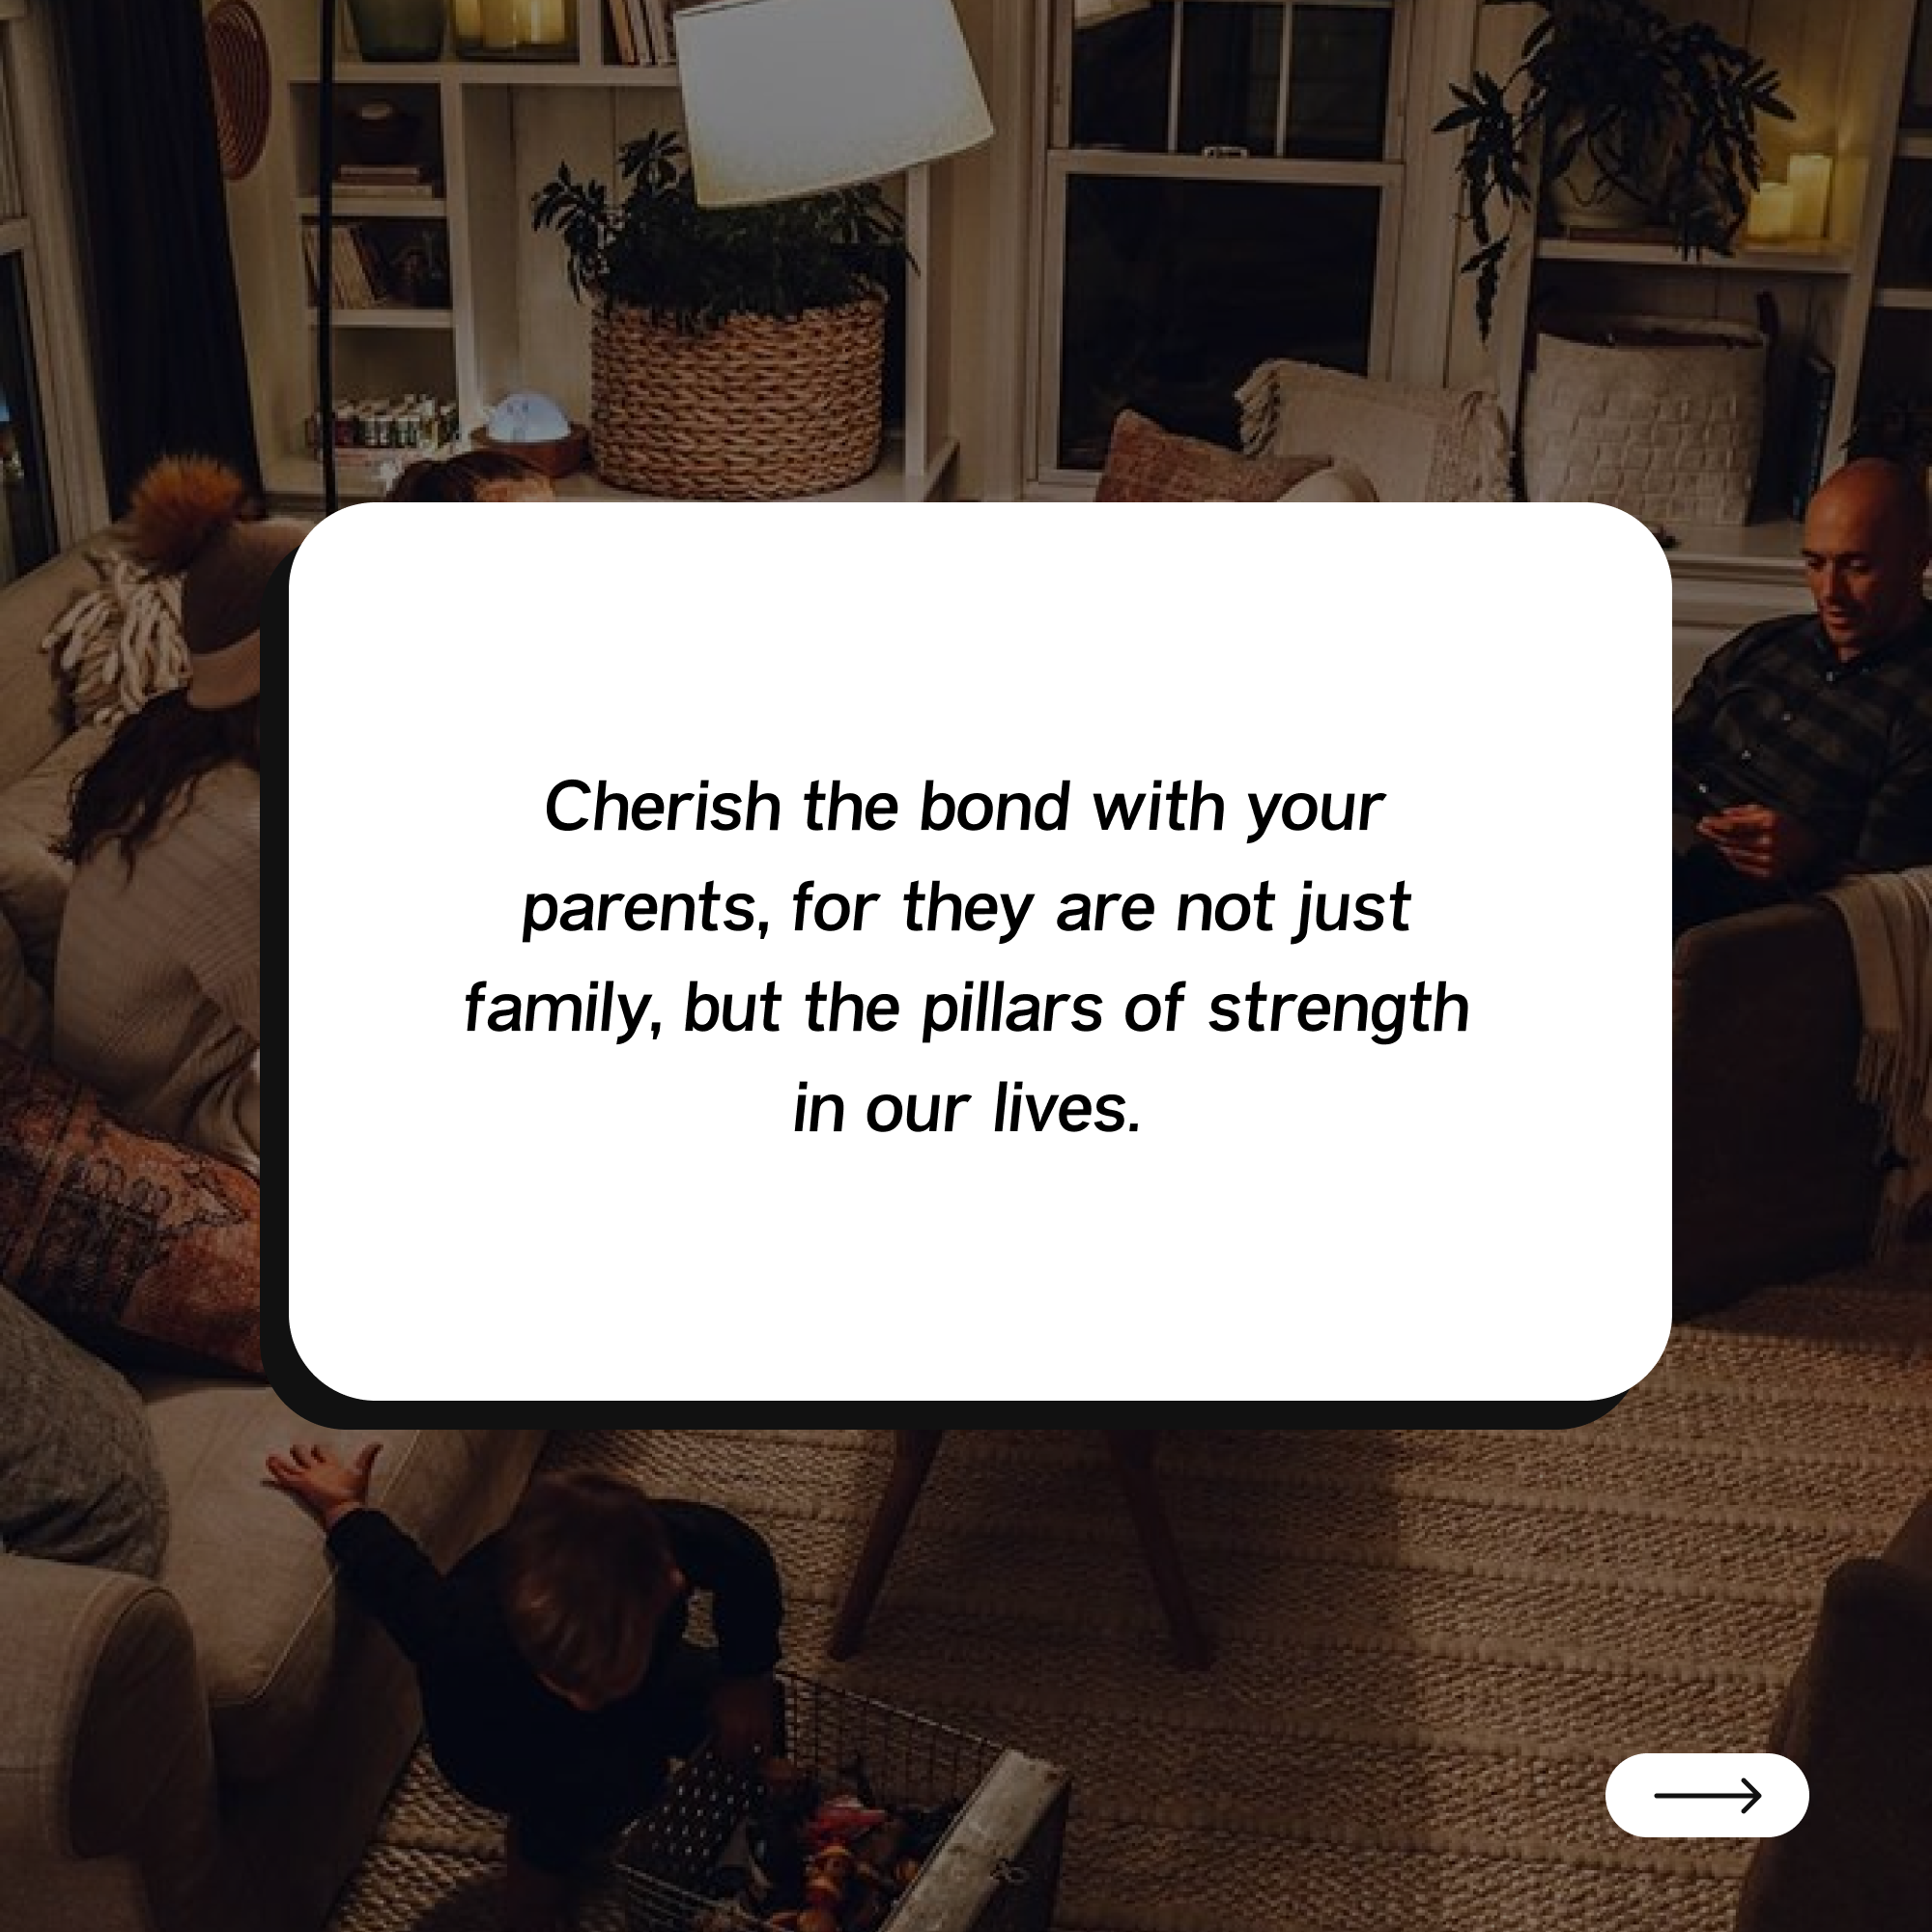 Cherish the bond with your
parents, for they are not just
family, but the pillars of strength
in our lives.